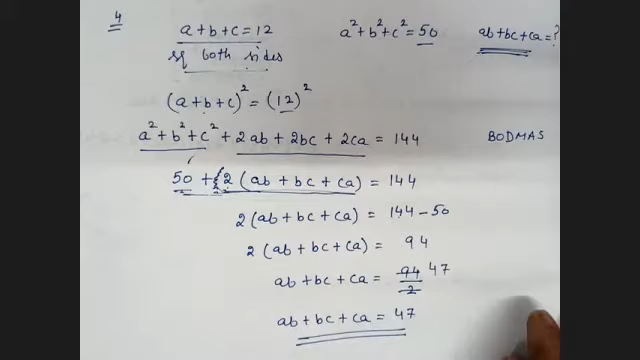 4
a+b+c=12   a²+b²+c²=50   ab+bc+ca=?
sq both sides
(a+b+c)² = (12)²
a²+b²+c²+2ab+2bc+2ca = 144   BODMAS
50+2(ab+bc+ca) = 144
2(ab+bc+ca) = 144-50
2(ab+bc+ca) = 94
ab+bc+ca = 94/2 47
ab+bc+ca = 47